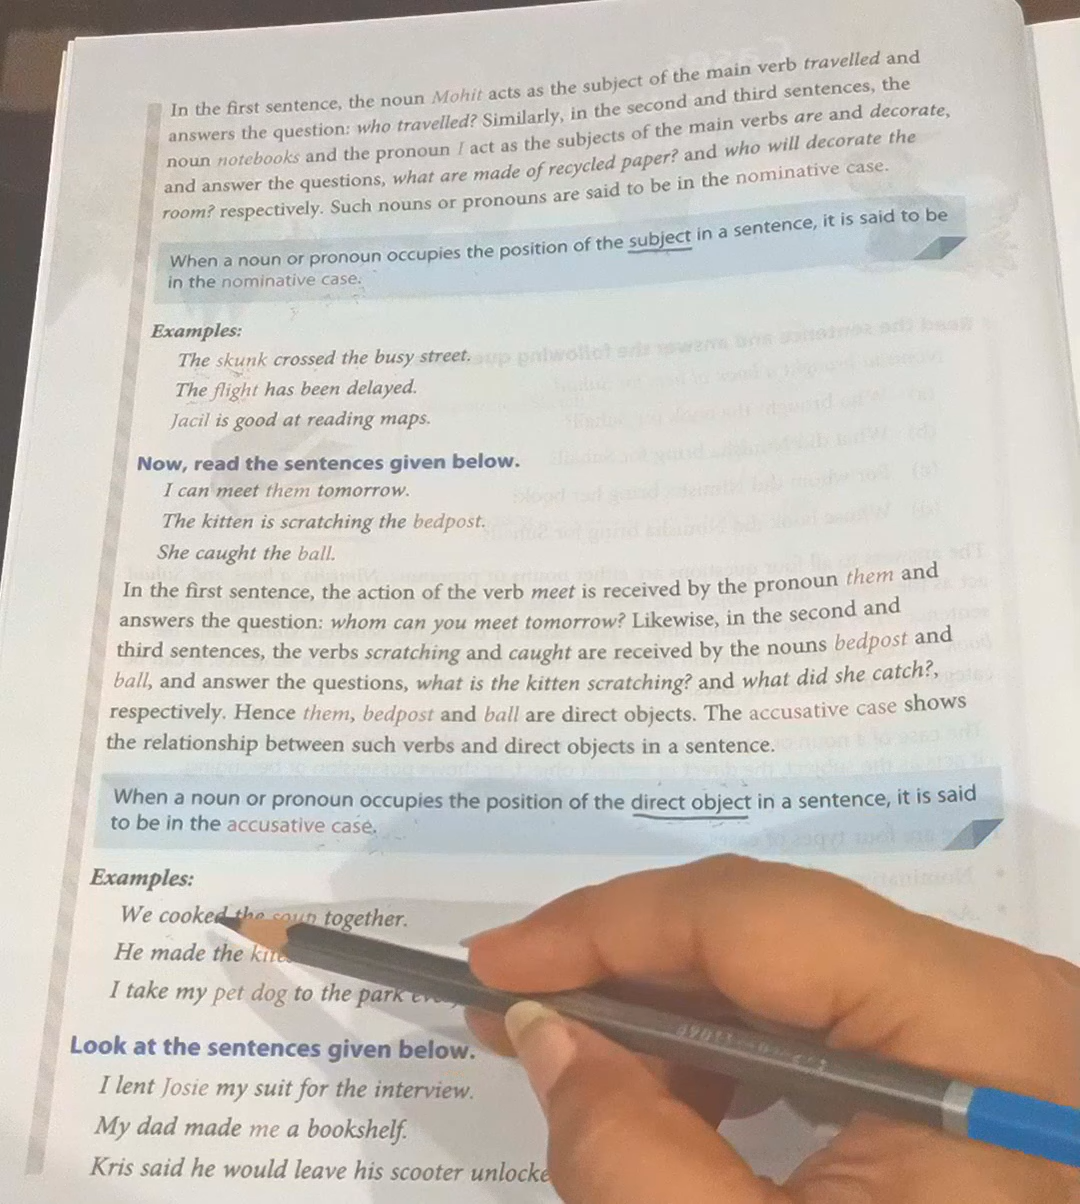 In the first sentence, the noun Mohit acts as the subject of the main verb travelled and
answers the question: who travelled? Similarly, in the second and third sentences, the
noun notebooks and the pronoun I act as the subjects of the main verbs are and decorate,
and answer the questions, what are made of recycled paper? and who will decorate the
room? respectively. Such nouns or pronouns are said to be in the nominative case.
When a noun or pronoun occupies the position of the subject in a sentence, it is said to be
in the nominative case.
Examples:
The skunk crossed the busy street.
The flight has been delayed.
Jacil is good at reading maps.
Now, read the sentences given below.
I can meet them tomorrow.
The kitten is scratching the bedpost.
She caught the ball.
In the first sentence, the action of the verb meet is received by the pronoun them and
answers the question: whom can you meet tomorrow? Likewise, in the second and
third sentences, the verbs scratching and caught are received by the nouns bedpost and
ball, and answer the questions, what is the kitten scratching? and what did she catch?,
respectively. Hence them, bedpost and ball are direct objects. The accusative case shows
the relationship between such verbs and direct objects in a sentence.
When a noun or pronoun occupies the position of the direct object in a sentence, it is said
to be in the accusative case.
Examples:
We cooked the soup together.
He made the
I take my pet dog to the park
Look at the sentences given below.
I lent Josie my suit for the interview.
My dad made me a bookshelf.
Kris said he would leave his scooter